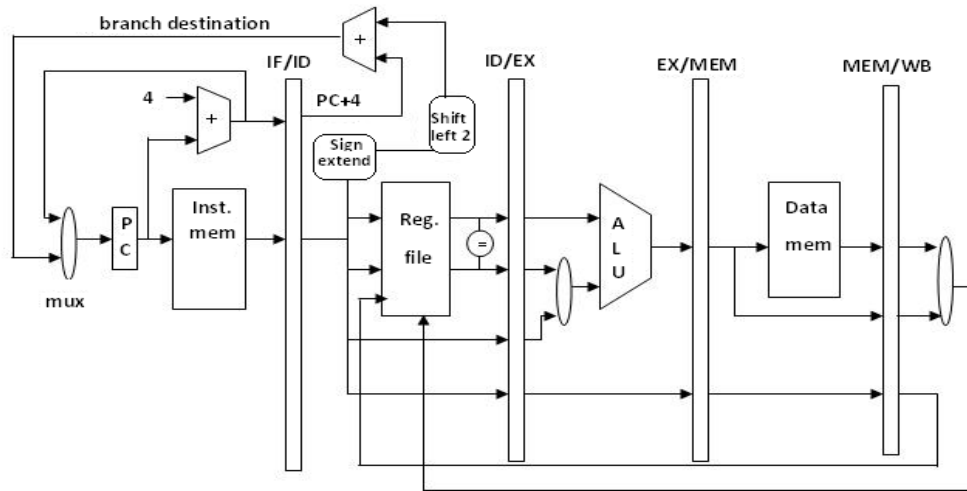 branch destination
+
IF/ID
ID/EX
EX/MEM
MEM/WB
4
+
PC+4
Shift
left 2
Sign
extend
P
C
Inst.
mem
Reg.
file
=
A
L
U
Data
mem
mux